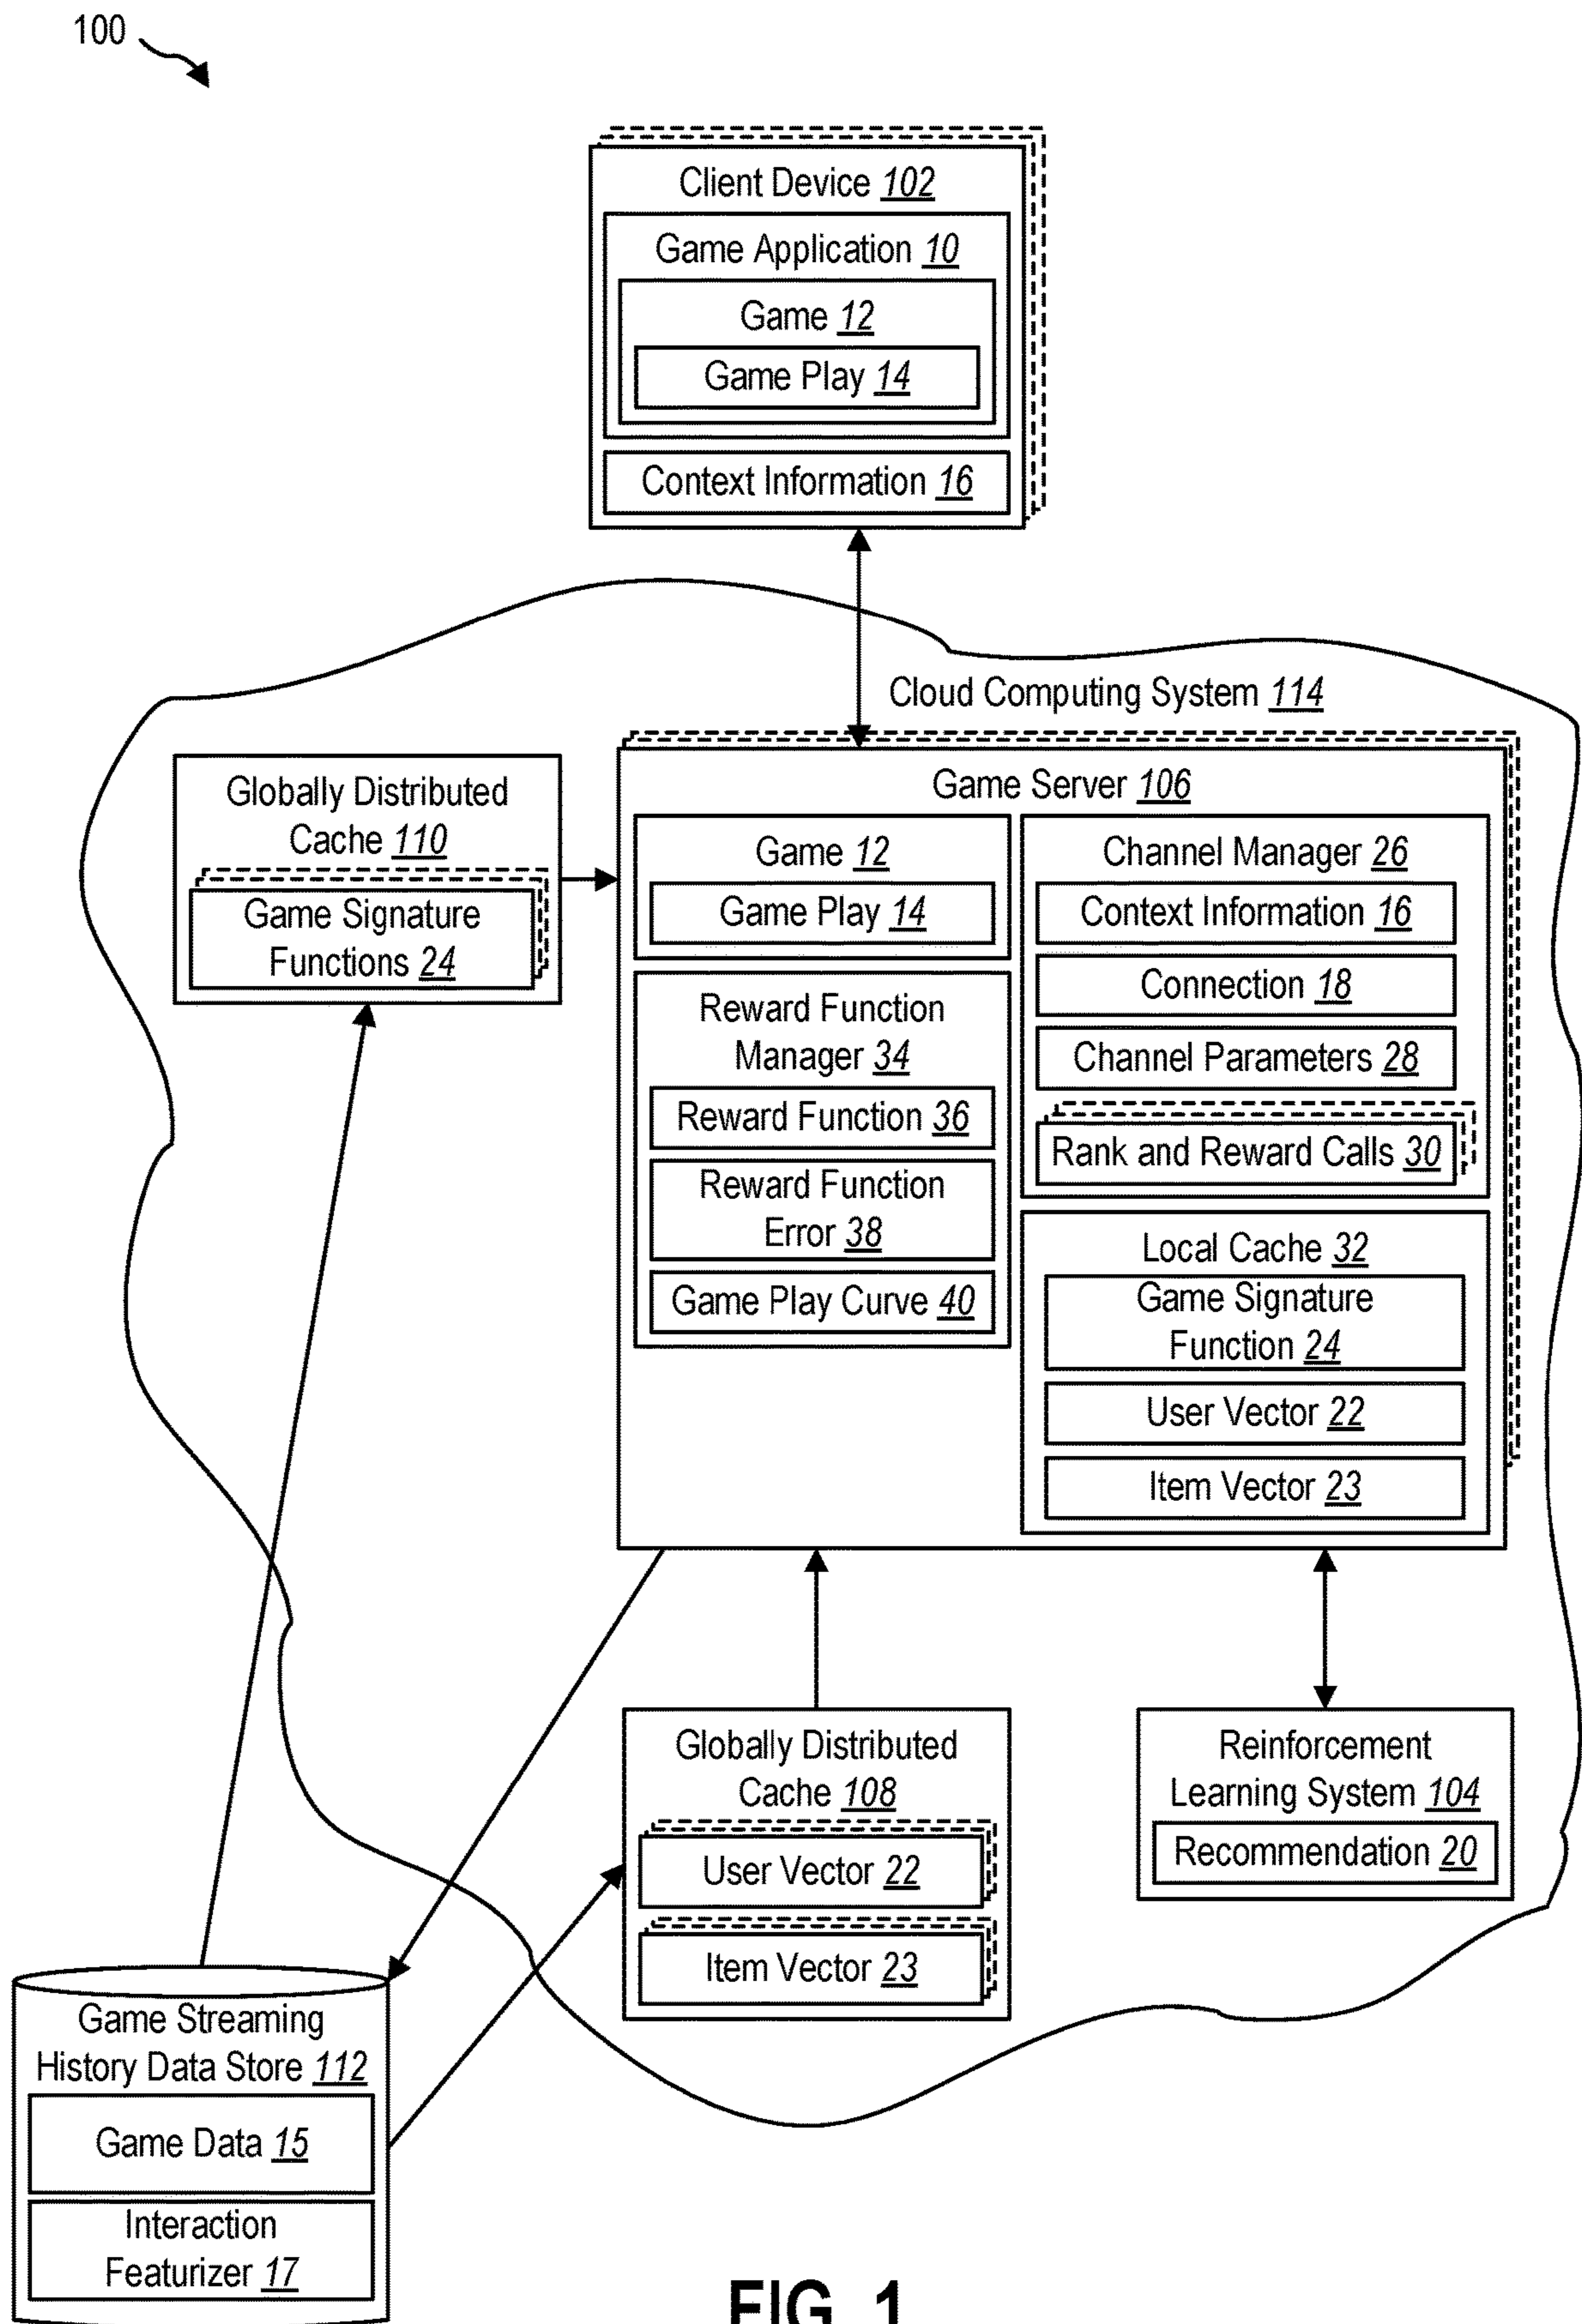 100
Client Device 102
Game Application 10
Game 12
Game Play 14
Context Information 16
Cloud Computing System 114
Globally Distributed
Cache 110
Game Signature
Functions 24
Game Server 106
Game 12
Game Play 14
Reward Function
Manager 34
Reward Function 36
Reward Function
Error 38
Game Play Curve 40
Channel Manager 26
Context Information 16
Connection 18
Channel Parameters 28
Rank and Reward Calls 30
Local Cache 32
Game Signature
Function 24
User Vector 22
Item Vector 23
Globally Distributed
Cache 108
User Vector 22
Item Vector 23
Reinforcement
Learning System 104
Recommendation 20
Game Streaming
History Data Store 112
Game Data 15
Interaction
Featurizer 17
FIG. 1